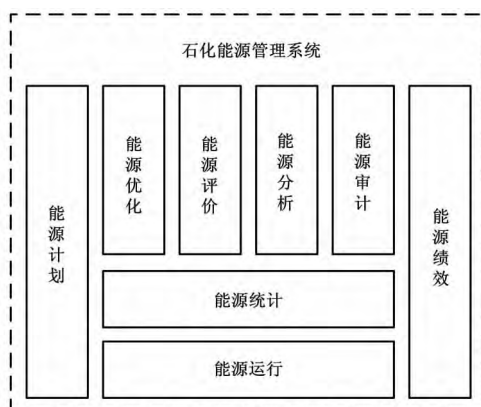 石化能源管理系统
能源计划
能源优化
能源评价
能源分析
能源审计
能源绩效
能源统计
能源运行